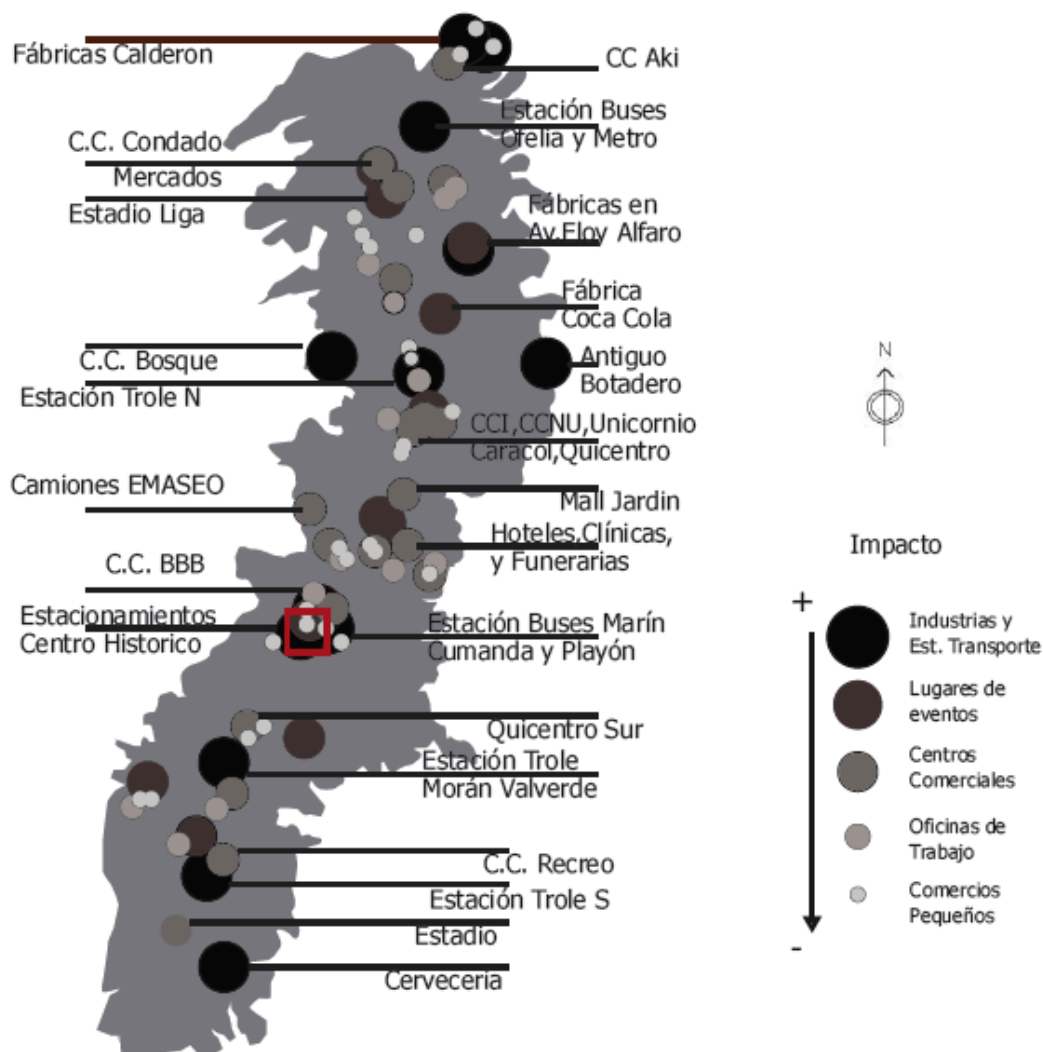 Fábricas Calderon
CC Aki
Estación Buses
Ofelia y Metro
C.C. Condado
Mercados
Estadio Liga
Fábricas en
Av.Eloy Alfaro
Fábrica
Coca Cola
C.C. Bosque
Estación Trole N
Antiguo
Botadero
CCI,CCNU,Unicornio
Caracol,Quicentro
Camiones EMASEO
Mall Jardin
Hoteles,Clínicas,
y Funerarias
C.C. BBB
Estacionamientos
Centro Historico
Estación Buses Marín
Cumanda y Playón
Quicentro Sur
Estación Trole
Morán Valverde
C.C. Recreo
Estación Trole S
Estadio
Cerveceria
N
Impacto
+
Industrias y
Est. Transporte
Lugares de
eventos
Centros
Comerciales
Oficinas de
Trabajo
Comercios
Pequeños
-